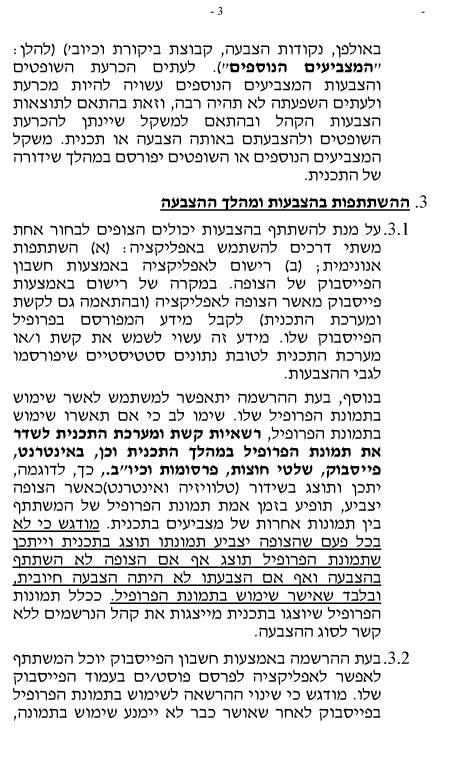 - 3 -
באולפן, נקודות הצבעה, קבוצת ביקורת וכיוב') (להלן:
"המצביעים הנוספים"). לעתים הכרעת השופטים
והצבעות המצביעים הנוספים עשויה להיות מכרעת
ולעתים השפעתה לא תהיה רבה, וזאת בהתאם לתוצאות
הצבעות הקהל ובהתאם למשקל שיינתן להכרעת
השופטים ולהצבעתם באותה הצבעה או תכנית. משקל
המצביעים הנוספים או השופטים יפורסם במהלך שידורה
של התכנית.
3. ההשתתפות בהצבעות ומהלך ההצבעה
3.1. על מנת להשתתף בהצבעות יכולים הצופים לבחור אחת
משתי דרכים להשתמש באפליקציה: (א) השתתפות
אנונימית; (ב) רישום לאפליקציה באמצעות חשבון
הפייסבוק של הצופה. במקרה של רישום באמצעות
פייסבוק מאשר הצופה לאפליקציה (ובהתאמה גם לקשת
ומערכת התכנית) לקבל מידע המפורסם בפרופיל
הפייסבוק שלו. מידע זה עשוי לשמש את קשת ו/או
מערכת התכנית לטובת נתונים סטטיסטיים שיפורסמו
לגבי ההצבעות.
בנוסף, בעת ההרשמה יתאפשר למשתמש לאשר שימוש
בתמונת הפרופיל שלו. שימו לב כי אם תאשרו שימוש
בתמונת הפרופיל, רשאיות קשת ומערכת התכנית לשדר
את תמונת הפרופיל במהלך התכנית וכן, באינטרנט,
פייסבוק, שלטי חוצות, פרסומות וכיו"ב., כך, לדוגמה,
יתכן ותוצג בשידור (טלוויזיה ואינטרנט)כאשר הצופה
יצביע, תופיע בזמן אמת תמונת הפרופיל של המשתתף
בין תמונות אחרות של מצביעים בתכנית. מודגש כי לא
בכל פעם שהצופה יצביע תמונתו תוצג בתכנית וייתכן
שתמונת הפרופיל תוצג אף אם הצופה לא השתתף
בהצבעה ואף אם הצבעתו לא היתה הצבעה חיובית,
ובלבד שאישר שימוש בתמונת הפרופיל. ככלל תמונות
הפרופיל שיוצגו בתכנית מייצגות את קהל הנרשמים ללא
קשר לסוג ההצבעה.
3.2. בעת ההרשמה באמצעות חשבון הפייסבוק יוכל המשתתף
לאפשר לאפליקציה לפרסם פוסט/ים בעמוד הפייסבוק
שלו. מודגש כי שינוי ההרשאה לשימוש בתמונת הפרופיל
בפייסבוק לאחר שאושר כבר לא יימנע שימוש בתמונה,